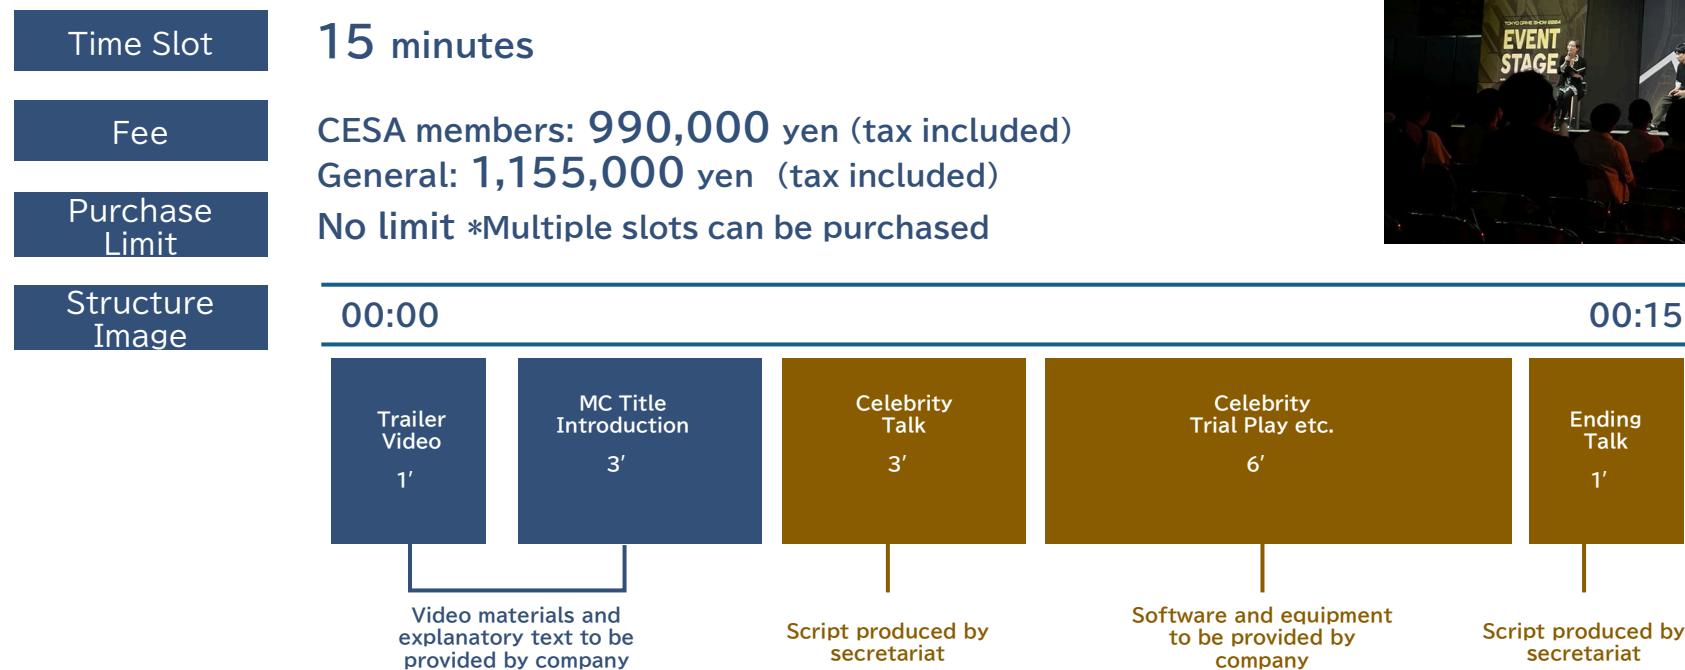 Time Slot
15 minutes
Fee
CESA members: 990,000 yen (tax included)
General: 1,155,000 yen (tax included)
Purchase
Limit
No limit *Multiple slots can be purchased
TOKYO GAME SHOW 2024
EVENT
STAGE
Structure
Image
00:00
00:15
Trailer
Video
1′
MC Title
Introduction
3′
Celebrity
Talk
3′
Celebrity
Trial Play etc.
6′
Ending
Talk
1′
Video materials and
explanatory text to be
provided by company
Script produced by
secretariat
Software and equipment
to be provided by
company
Script produced by
secretariat